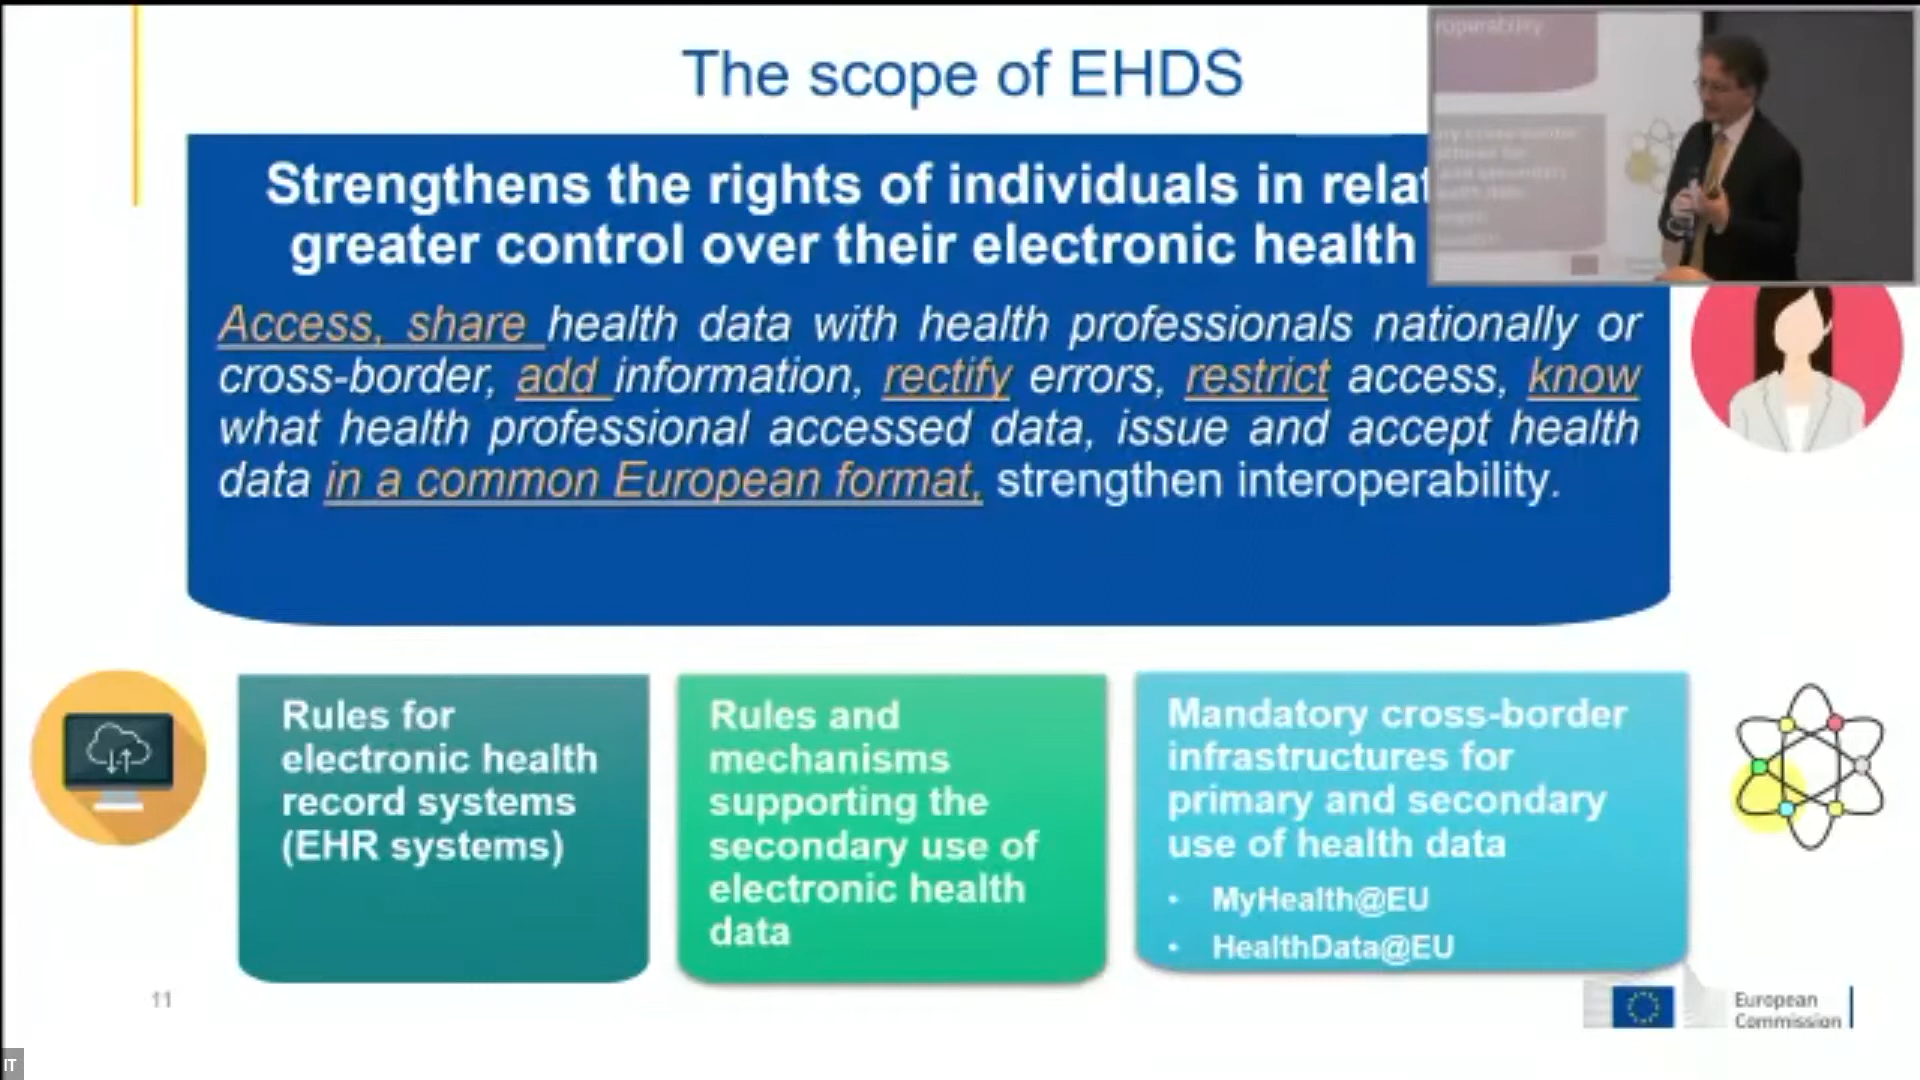 The scope of EHDS
Strengthens the rights of individuals in relat
greater control over their electronic health
Access, share health data with health professionals nationally or
cross-border, add information, rectify errors, restrict access, know
what health professional accessed data, issue and accept health
data in a common European format, strengthen interoperability.
Rules for
electronic health
record systems
(EHR systems)
Rules and
mechanisms
supporting the
secondary use of
electronic health
data
Mandatory cross-border
infrastructures for
primary and secondary
use of health data
• MyHealth@EU
• HealthData@EU
11
European
Commission
IT